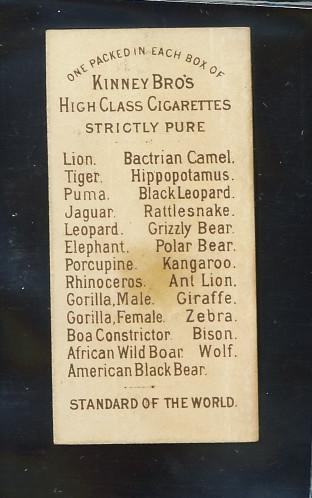 ONE PACKED IN EACH BOX OF
KINNEY BRO'S
HIGH CLASS CIGARETTES
STRICTLY PURE
Lion. Bactrian Camel.
Tiger. Hippopotamus.
Puma. Black Leopard.
Jaguar. Rattlesnake.
Leopard. Grizzly Bear.
Elephant. Polar Bear.
Porcupine. Kangaroo.
Rhinoceros. Ant Lion.
Gorilla, Male. Giraffe.
Gorilla, Female. Zebra.
Boa Constrictor. Bison.
African Wild Boar. Wolf.
American Black Bear.
STANDARD OF THE WORLD.